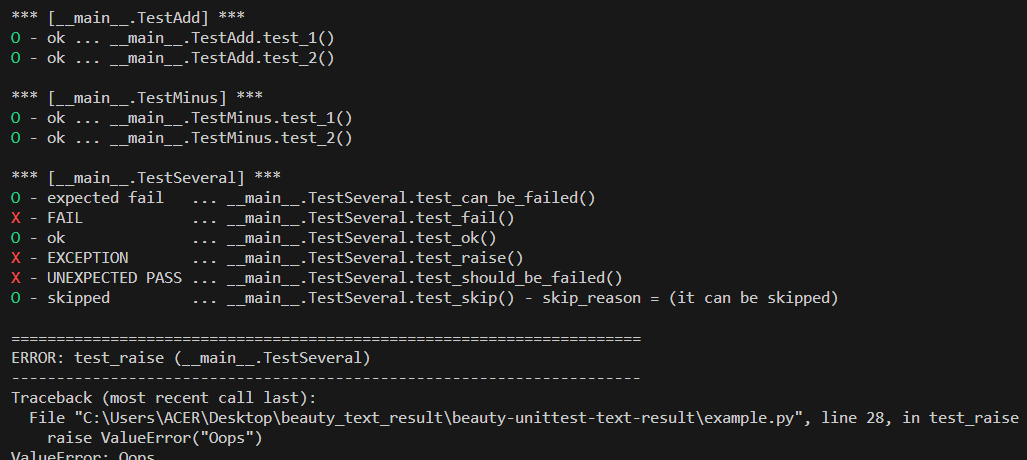 *** [__main__.TestAdd] ***
O - ok ... __main__.TestAdd.test_1()
O - ok ... __main__.TestAdd.test_2()
*** [__main__.TestMinus] ***
O - ok ... __main__.TestMinus.test_1()
O - ok ... __main__.TestMinus.test_2()
*** [__main__.TestSeveral] ***
O - expected fail   ... __main__.TestSeveral.test_can_be_failed()
X - FAIL            ... __main__.TestSeveral.test_fail()
O - ok              ... __main__.TestSeveral.test_ok()
X - EXCEPTION       ... __main__.TestSeveral.test_raise()
X - UNEXPECTED PASS ... __main__.TestSeveral.test_should_be_failed()
O - skipped         ... __main__.TestSeveral.test_skip() - skip_reason = (it can be skipped)
======================================================================
ERROR: test_raise (__main__.TestSeveral)
----------------------------------------------------------------------
Traceback (most recent call last):
  File "C:\Users\ACER\Desktop\beauty_text_result\beauty-unittest-text-result\example.py", line 28, in test_raise
    raise ValueError("Oops")
ValueError: Oops